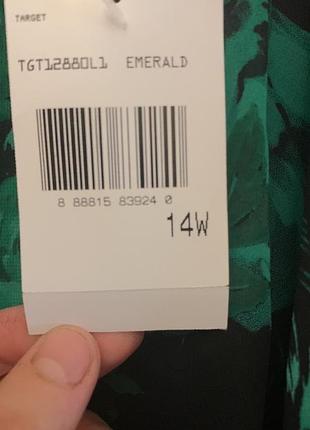 TARGET
TGT12880L1 EMERALD
8 88815 83924 0
14W